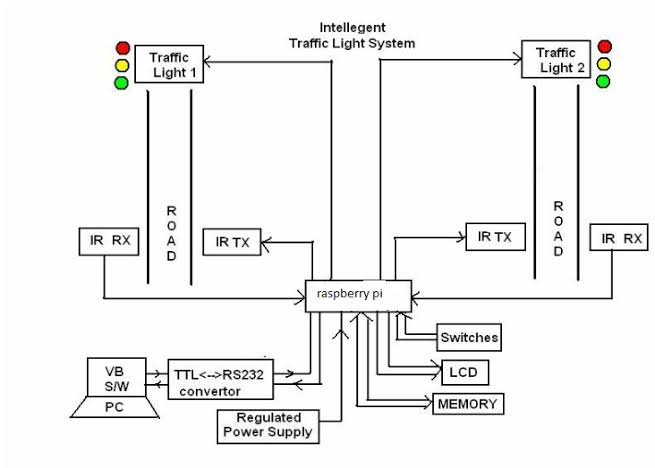 Intellegent
Traffic Light System
Traffic
Light 1
Traffic
Light 2
R
O
A
D
R
O
A
D
IR RX
IR TX
IR TX
IR RX
raspberry pi
Switches
VB
S/W
PC
TTL<-->RS232
convertor
LCD
Regulated
Power Supply
MEMORY